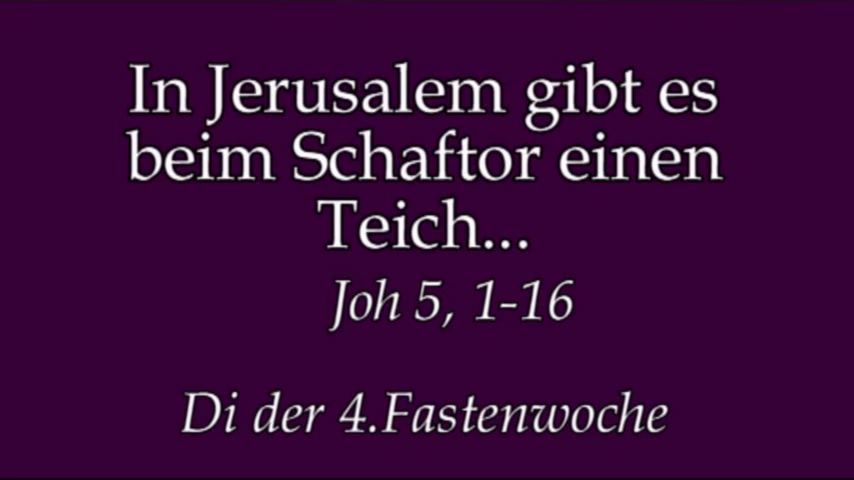 In Jerusalem gibt es
beim Schaftor einen
Teich...
Joh 5, 1-16
Di der 4.Fastenwoche